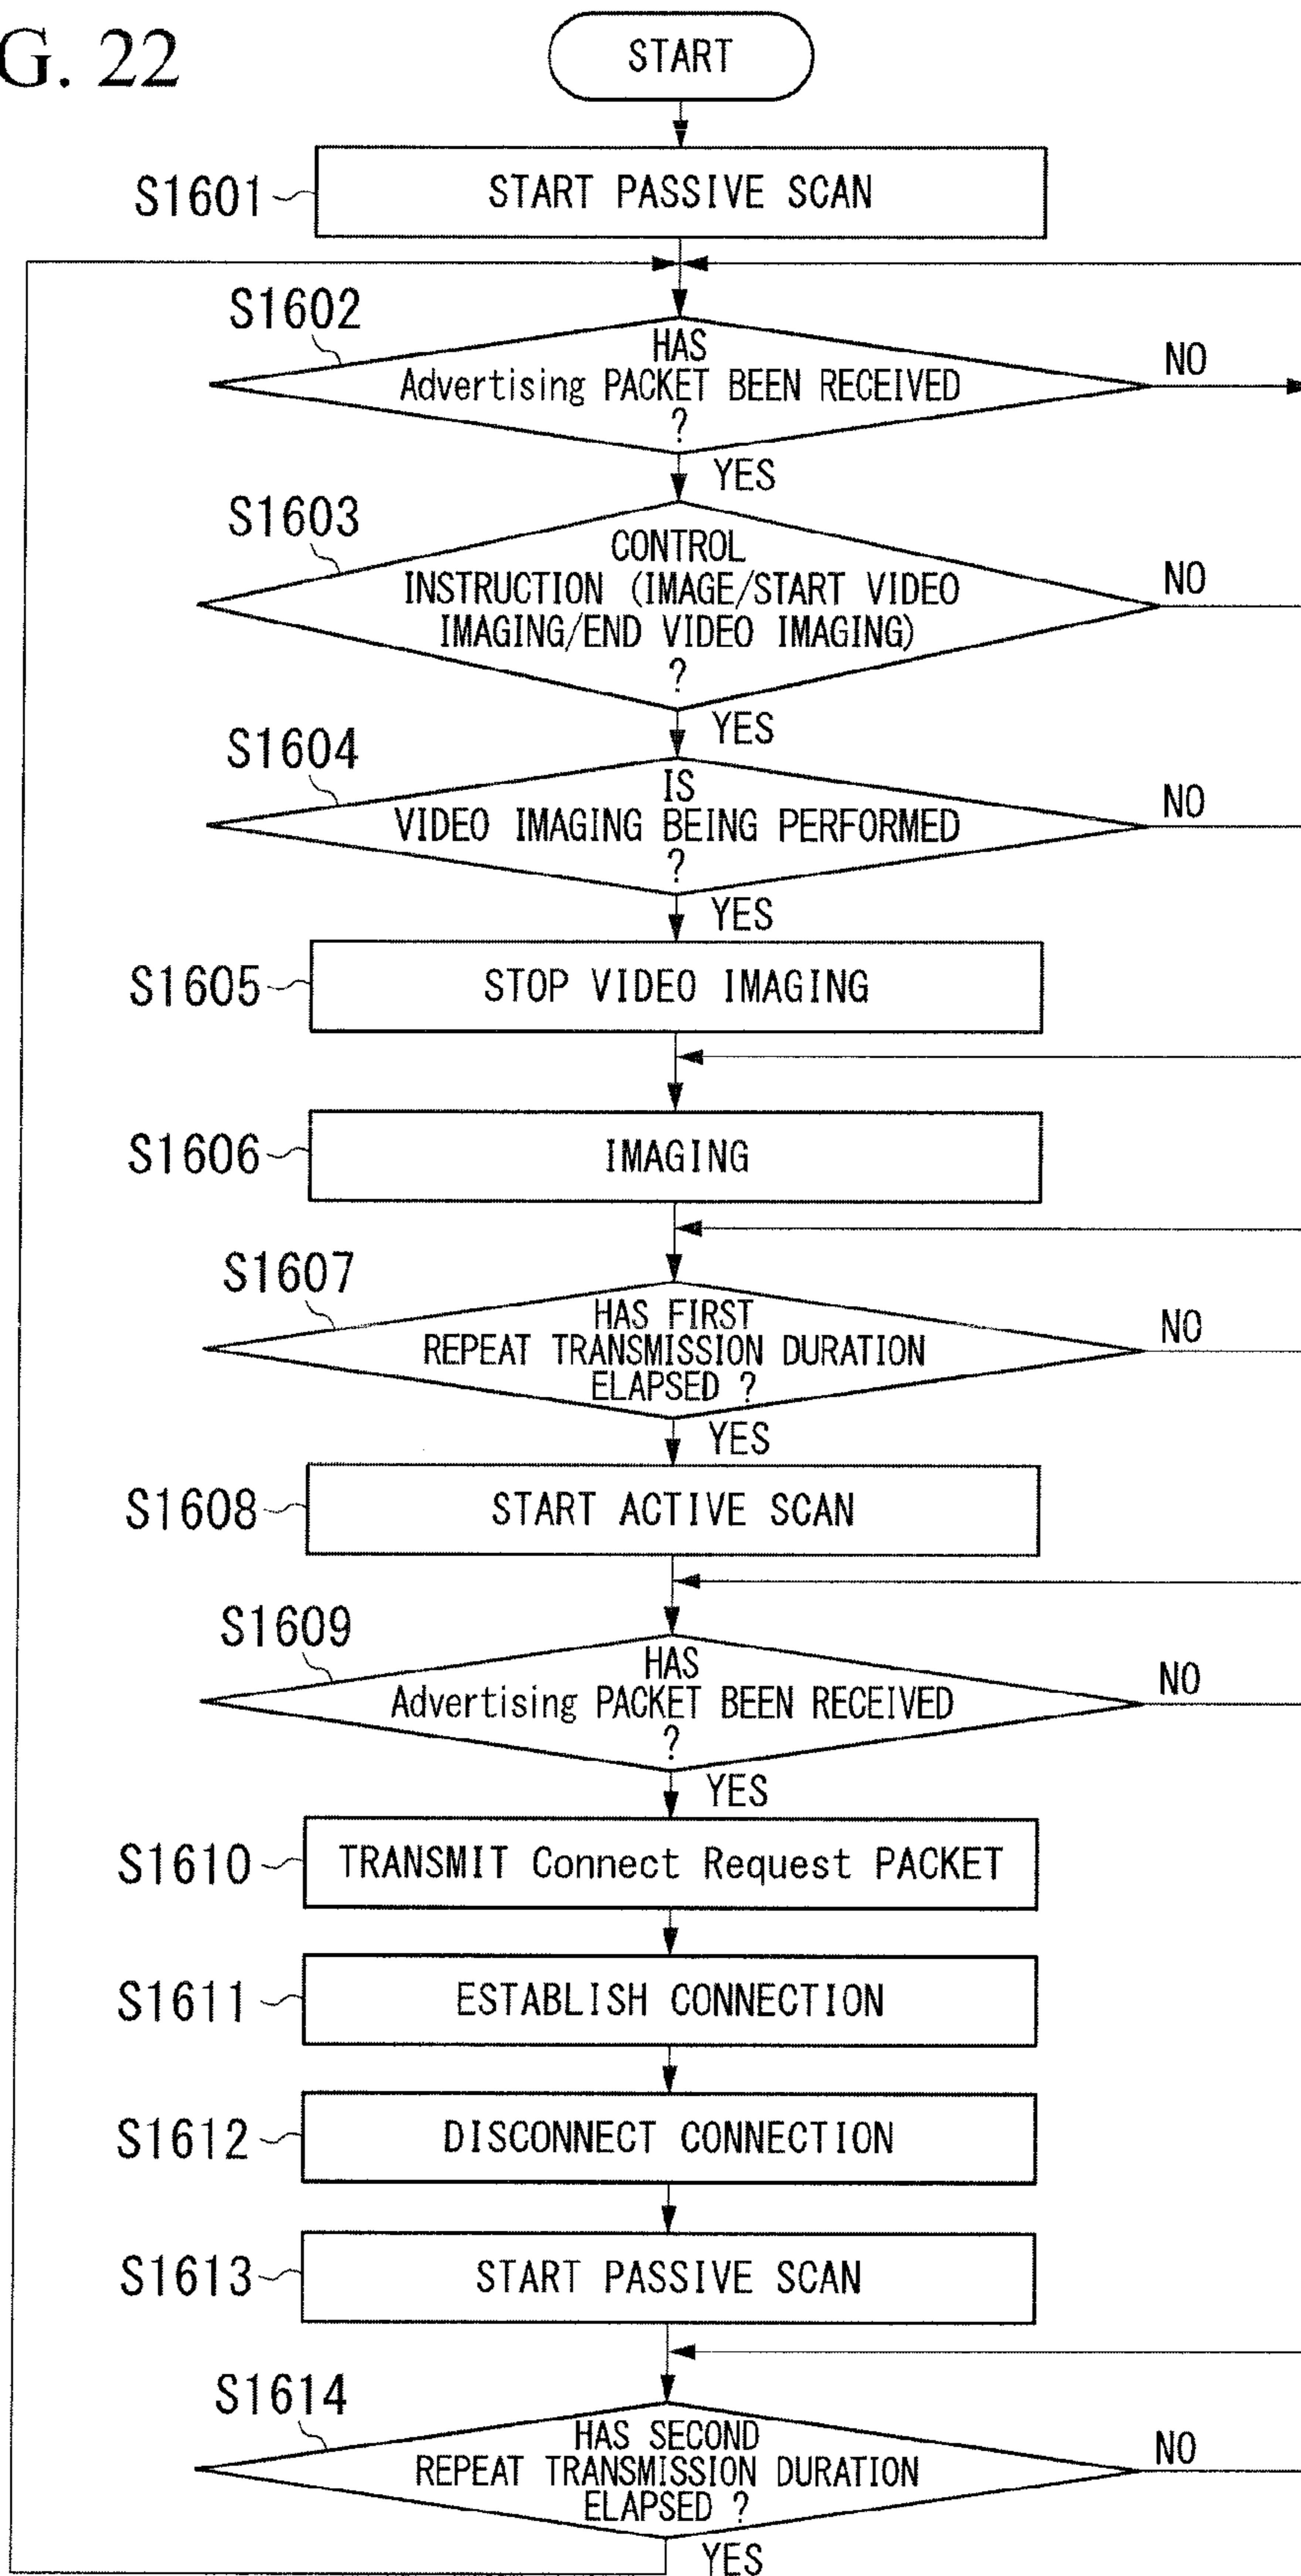 G. 22
START
S1601
START PASSIVE SCAN
S1602
HAS
Advertising PACKET BEEN RECEIVED
?
NO
YES
S1603
CONTROL
INSTRUCTION (IMAGE/START VIDEO
IMAGING/END VIDEO IMAGING)
?
NO
YES
S1604
IS
VIDEO IMAGING BEING PERFORMED
?
NO
YES
S1605
STOP VIDEO IMAGING
S1606
IMAGING
S1607
HAS FIRST
REPEAT TRANSMISSION DURATION
ELAPSED ?
NO
YES
S1608
START ACTIVE SCAN
S1609
HAS
Advertising PACKET BEEN RECEIVED
?
NO
YES
S1610
TRANSMIT Connect Request PACKET
S1611
ESTABLISH CONNECTION
S1612
DISCONNECT CONNECTION
S1613
START PASSIVE SCAN
S1614
HAS SECOND
REPEAT TRANSMISSION DURATION
ELAPSED ?
NO
YES